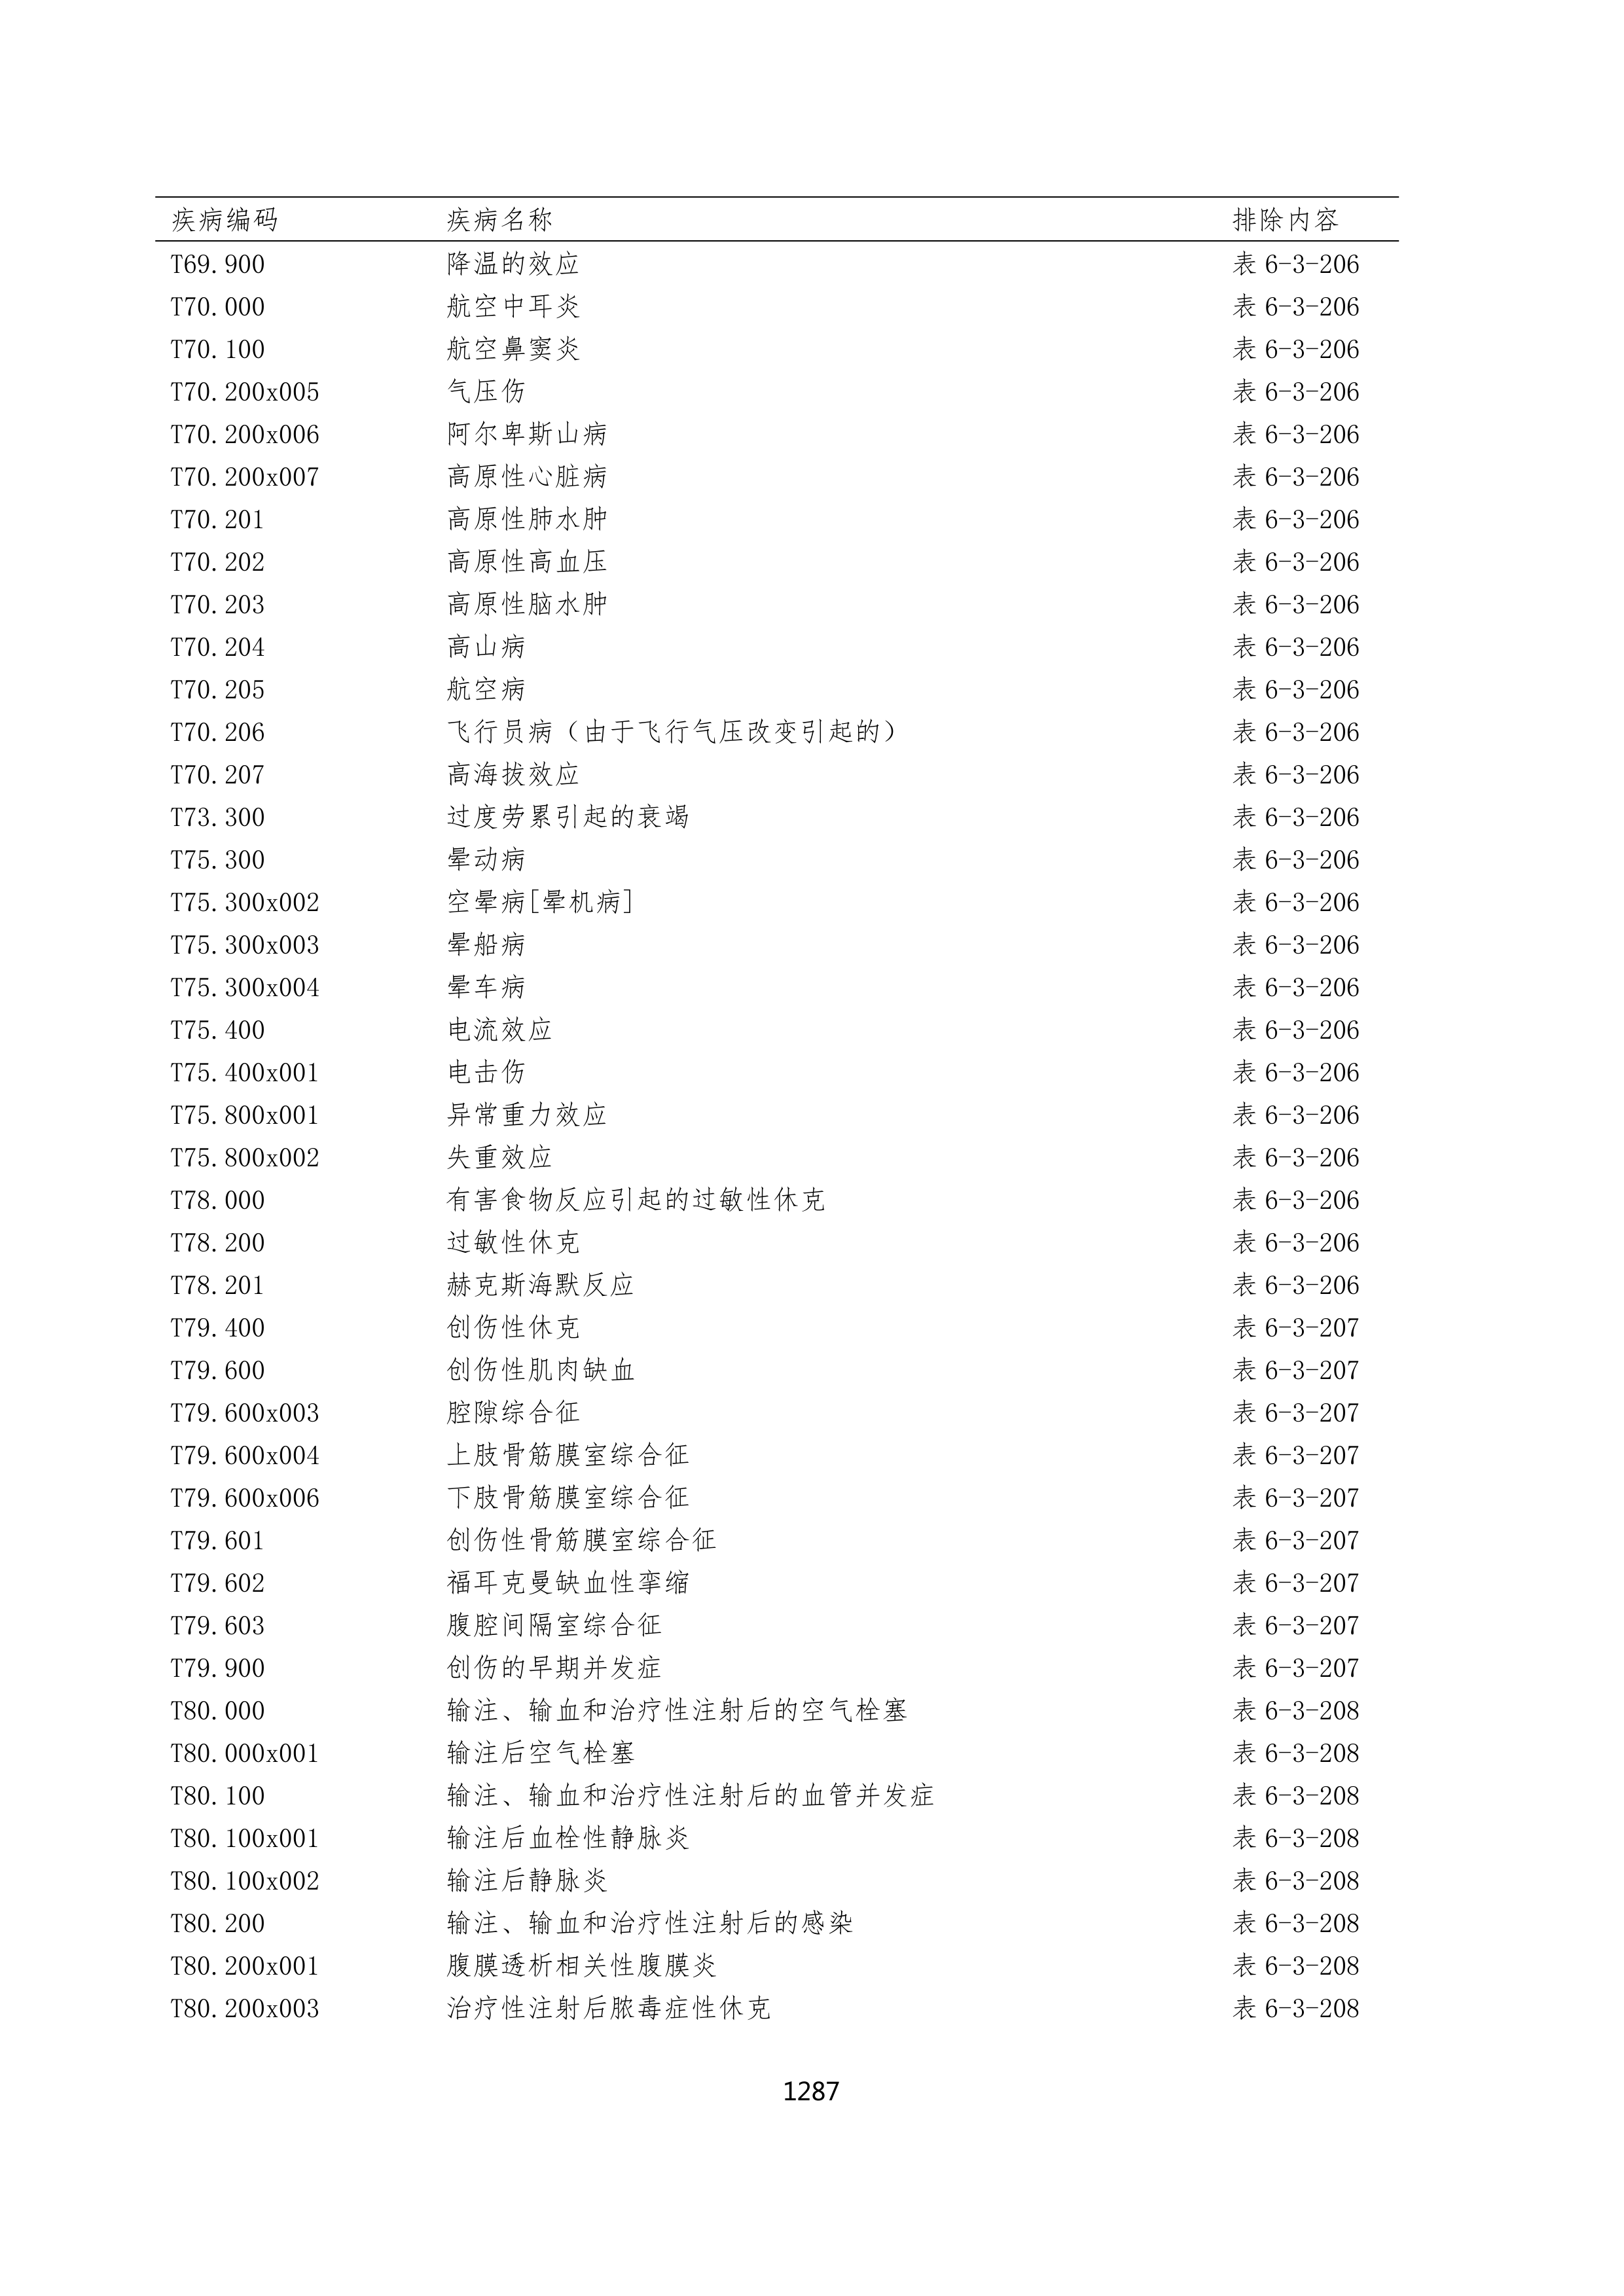 疾病编码 疾病名称 排除内容
T69.900 降温的效应 表 6-3-206
T70.000 航空中耳炎 表 6-3-206
T70.100 航空鼻窦炎 表 6-3-206
T70.200x005 气压伤 表 6-3-206
T70.200x006 阿尔卑斯山病 表 6-3-206
T70.200x007 高原性心脏病 表 6-3-206
T70.201 高原性肺水肿 表 6-3-206
T70.202 高原性高血压 表 6-3-206
T70.203 高原性脑水肿 表 6-3-206
T70.204 高山病 表 6-3-206
T70.205 航空病 表 6-3-206
T70.206 飞行员病（由于飞行气压改变引起的） 表 6-3-206
T70.207 高海拔效应 表 6-3-206
T73.300 过度劳累引起的衰竭 表 6-3-206
T75.300 晕动病 表 6-3-206
T75.300x002 空晕病[晕机病] 表 6-3-206
T75.300x003 晕船病 表 6-3-206
T75.300x004 晕车病 表 6-3-206
T75.400 电流效应 表 6-3-206
T75.400x001 电击伤 表 6-3-206
T75.800x001 异常重力效应 表 6-3-206
T75.800x002 失重效应 表 6-3-206
T78.000 有害食物反应引起的过敏性休克 表 6-3-206
T78.200 过敏性休克 表 6-3-206
T78.201 赫克斯海默反应 表 6-3-206
T79.400 创伤性休克 表 6-3-207
T79.600 创伤性肌肉缺血 表 6-3-207
T79.600x003 腔隙综合征 表 6-3-207
T79.600x004 上肢骨筋膜室综合征 表 6-3-207
T79.600x006 下肢骨筋膜室综合征 表 6-3-207
T79.601 创伤性骨筋膜室综合征 表 6-3-207
T79.602 福耳克曼缺血性挛缩 表 6-3-207
T79.603 腹腔间隔室综合征 表 6-3-207
T79.900 创伤的早期并发症 表 6-3-207
T80.000 输注、输血和治疗性注射后的空气栓塞 表 6-3-208
T80.000x001 输注后空气栓塞 表 6-3-208
T80.100 输注、输血和治疗性注射后的血管并发症 表 6-3-208
T80.100x001 输注后血栓性静脉炎 表 6-3-208
T80.100x002 输注后静脉炎 表 6-3-208
T80.200 输注、输血和治疗性注射后的感染 表 6-3-208
T80.200x001 腹膜透析相关性腹膜炎 表 6-3-208
T80.200x003 治疗性注射后脓毒症性休克 表 6-3-208
1287